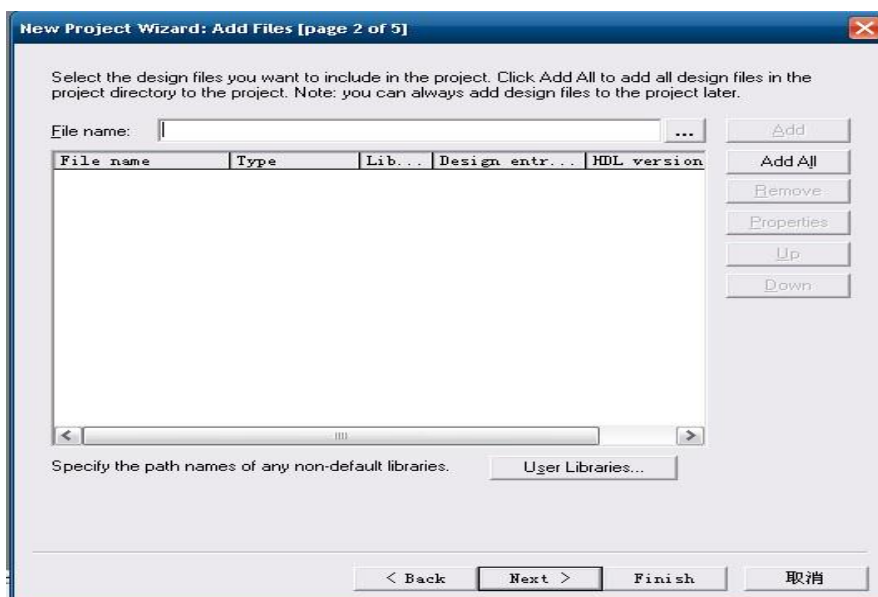 New Project Wizard: Add Files [page 2 of 5]
Select the design files you want to include in the project. Click Add All to add all design files in the
project directory to the project. Note: you can always add design files to the project later.
File name: ... Add
File name Type Lib... Design entr... HDL version
Add All
Remove
Properties
Up
Down
Specify the path names of any non-default libraries. User Libraries...
< Back Next > Finish 取消